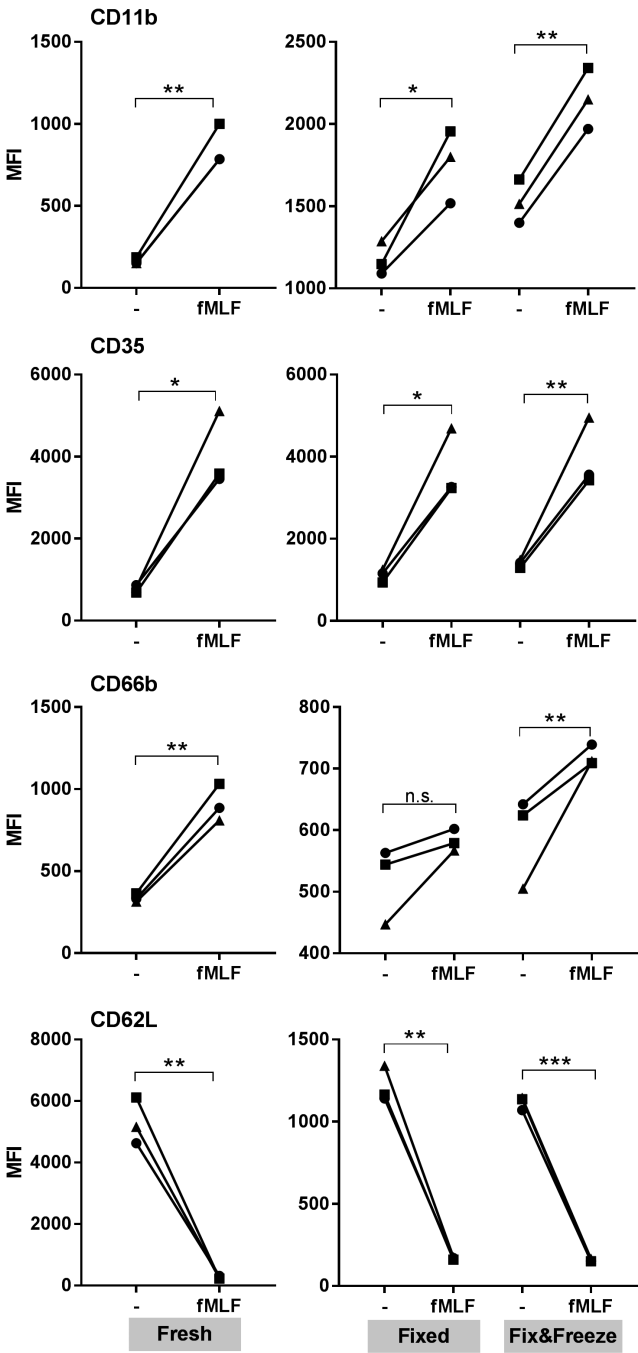 CD11b
1500
1000
500
0
MFI
**
-
fMLF
2500
2000
1500
1000
*
**
-
fMLF
-
fMLF
CD35
6000
4000
2000
0
MFI
*
-
fMLF
6000
4000
2000
0
*
**
-
fMLF
-
fMLF
CD66b
1500
1000
500
0
MFI
**
-
fMLF
800
700
600
500
400
n.s.
**
-
fMLF
-
fMLF
CD62L
8000
6000
4000
2000
0
MFI
**
-
fMLF
1500
1000
500
0
**
***
-
fMLF
-
fMLF
Fresh
Fixed
Fix&Freeze